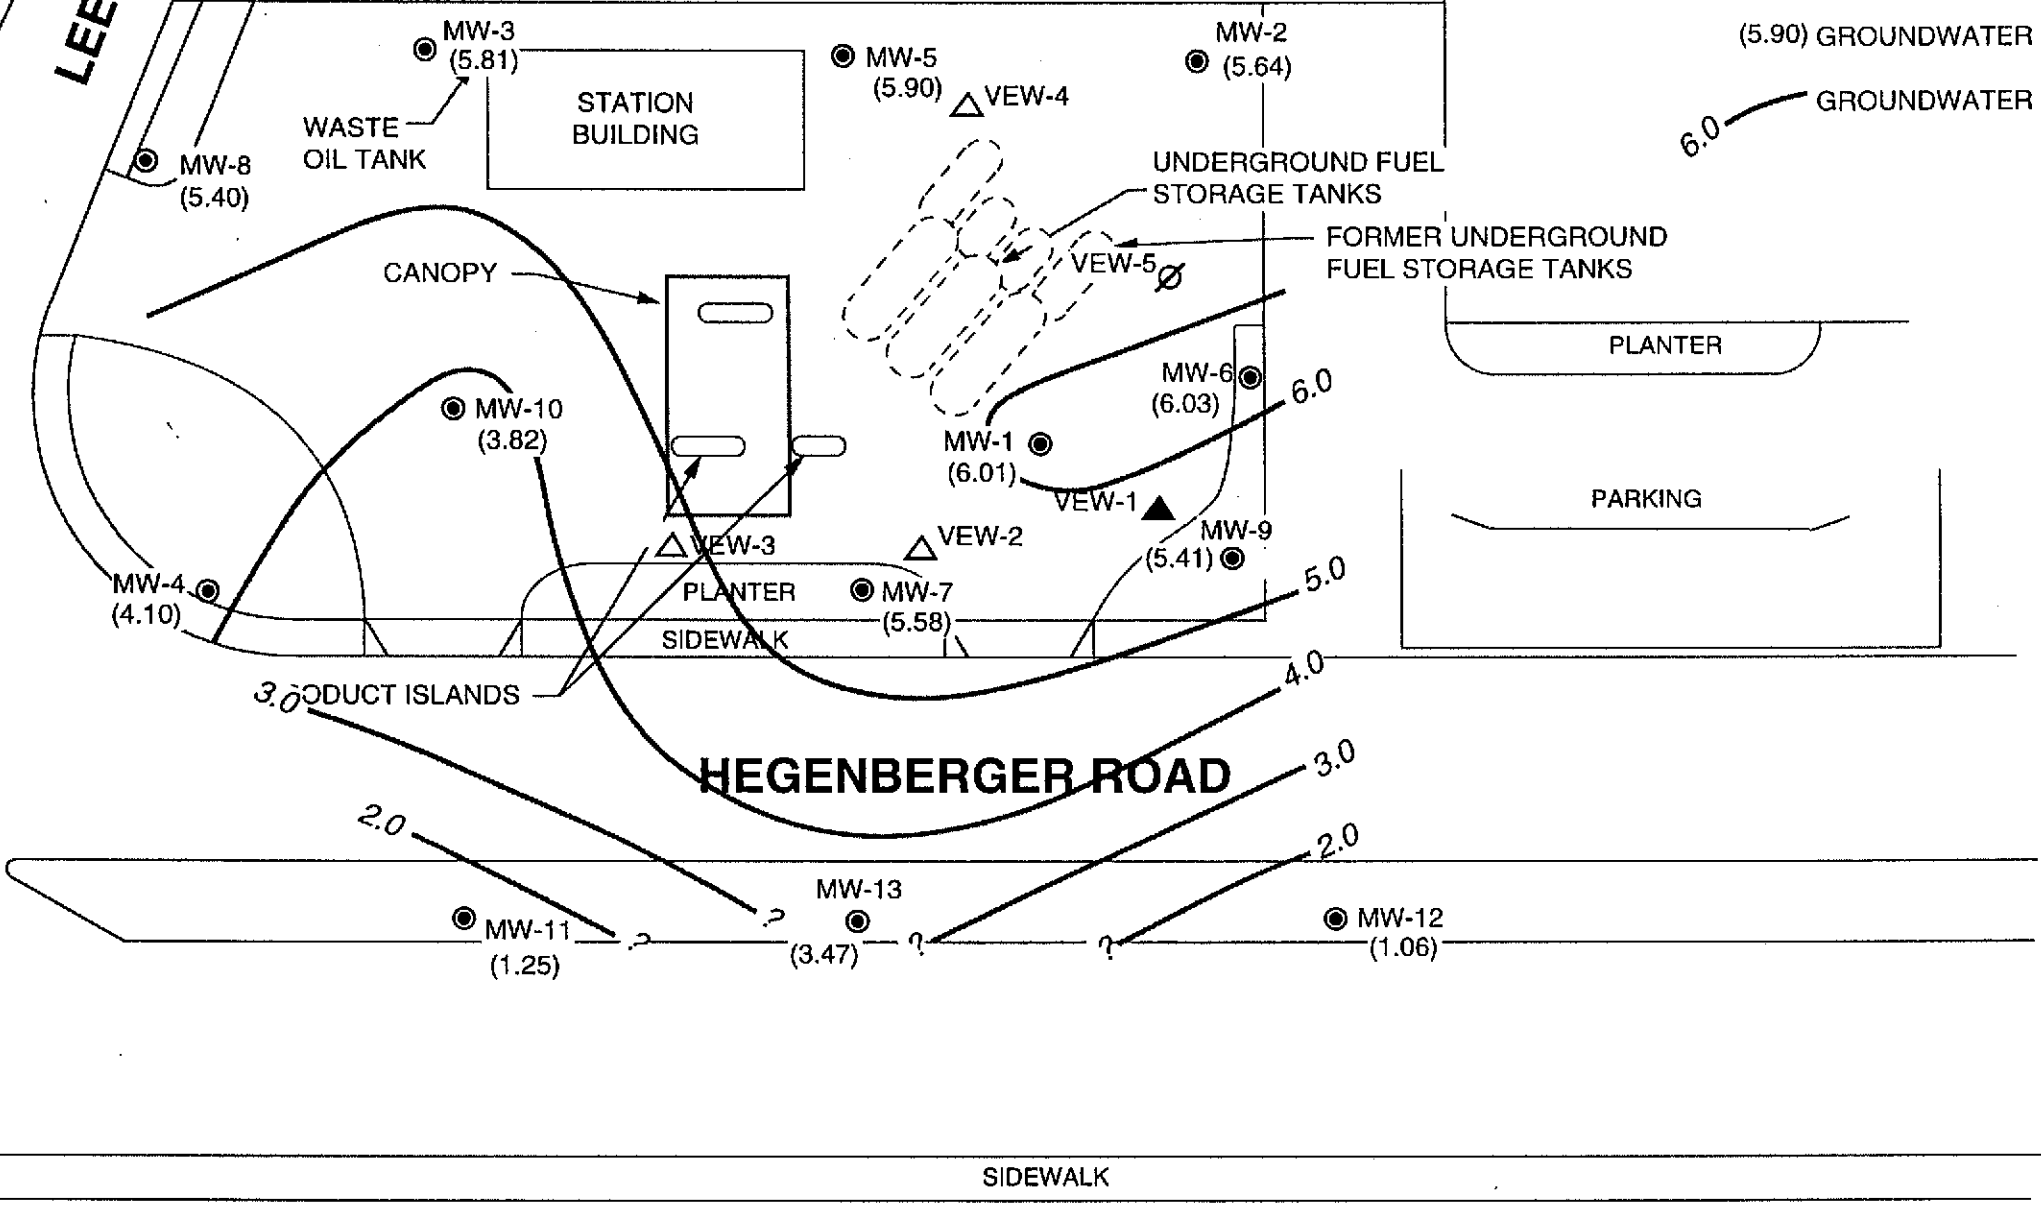 LEE
MW-3
(5.81)
MW-5
(5.90)
VEW-4
MW-2
(5.64)
(5.90) GROUNDWATER
6.0
GROUNDWATER
WASTE
OIL TANK
STATION
BUILDING
MW-8
(5.40)
UNDERGROUND FUEL
STORAGE TANKS
FORMER UNDERGROUND
FUEL STORAGE TANKS
VEW-5
CANOPY
PLANTER
MW-6
(6.03)
6.0
MW-10
(3.82)
MW-1
(6.01)
VEW-1
PARKING
MW-9
(5.41)
VEW-3
VEW-2
5.0
MW-4
(4.10)
PLANTER
MW-7
(5.58)
SIDEWALK
4.0
3.0
ODUCT ISLANDS
HEGENBERGER ROAD
3.0
2.0
2.0
MW-13
(3.47)
?
?
?
?
MW-11
(1.25)
MW-12
(1.06)
SIDEWALK